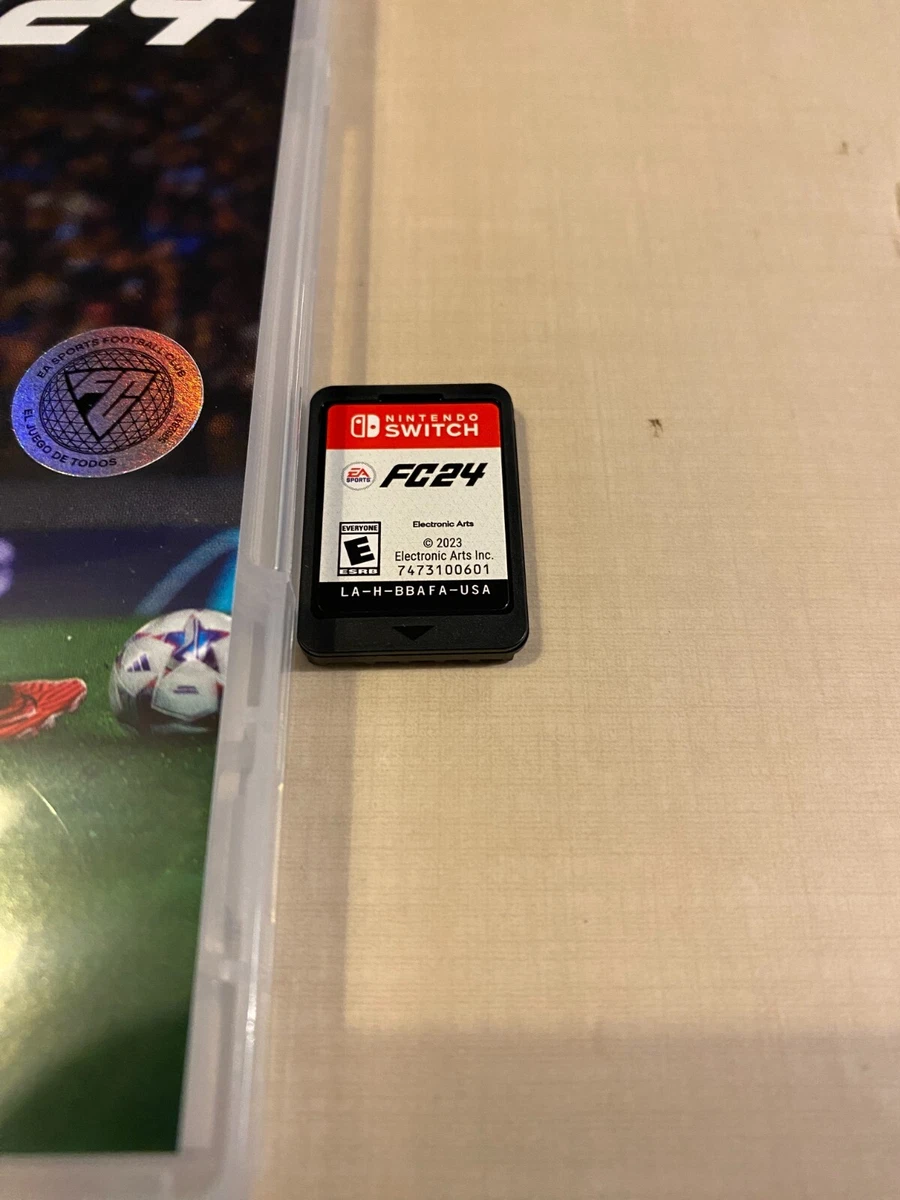 24
EA SPORTS FOOTBALL CLUB
EL JUEGO DE TODOS
NINTENDO
SWITCH
EA
SPORTS
FC24
Electronic Arts
EVERYONE
E
ESRB
© 2023
Electronic Arts Inc.
7473100601
LA-H-BBAFA-USA